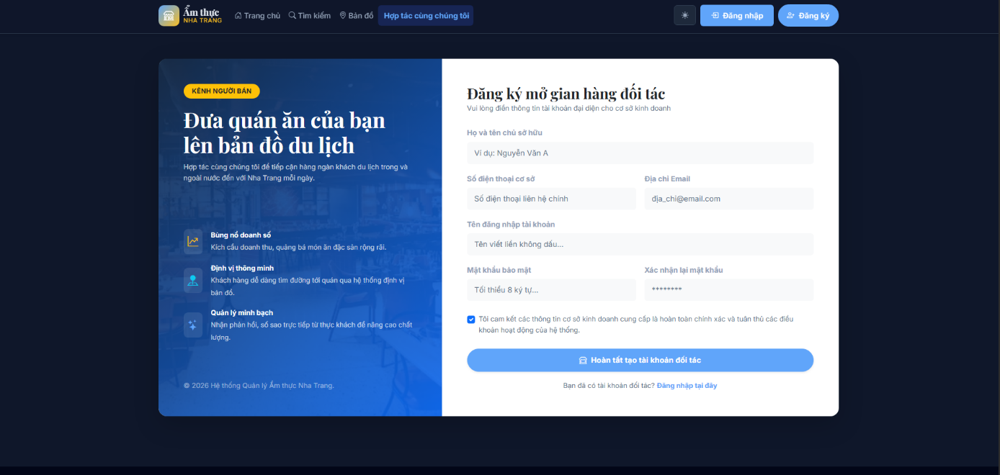 Ẩm thực
NHA TRANG
Trang chủ
Tìm kiếm
Bản đồ
Hợp tác cùng chúng tôi
Đăng nhập
Đăng ký
KÊNH NGƯỜI BÁN
Đưa quán ăn của bạn
lên bản đồ du lịch
Hợp tác cùng chúng tôi để tiếp cận hàng ngàn khách du lịch trong và
ngoài nước đến với Nha Trang mỗi ngày.
Bùng nổ doanh số
Kích cầu doanh thu, quảng bá món ăn đặc sản rộng rãi.
Định vị thông minh
Khách hàng dễ dàng tìm đường tới quán qua hệ thống định vị
bản đồ.
Quản lý minh bạch
Nhận phản hồi, số sao trực tiếp từ thực khách để nâng cao chất
lượng.
© 2026 Hệ thống Quản lý Ẩm thực Nha Trang.
Đăng ký mở gian hàng đối tác
Vui lòng điền thông tin tài khoản đại diện cho cơ sở kinh doanh
Họ và tên chủ sở hữu
Ví dụ: Nguyễn Văn A
Số điện thoại cơ sở
Địa chỉ Email
Số điện thoại liên hệ chính
địa_chỉ@email.com
Tên đăng nhập tài khoản
Tên viết liền không dấu...
Mật khẩu bảo mật
Xác nhận lại mật khẩu
Tối thiểu 8 ký tự...
********
Tôi cam kết các thông tin cơ sở kinh doanh cung cấp là hoàn toàn chính xác và tuân thủ các điều
khoản hoạt động của hệ thống.
Hoàn tất tạo tài khoản đối tác
Bạn đã có tài khoản đối tác? Đăng nhập tại đây